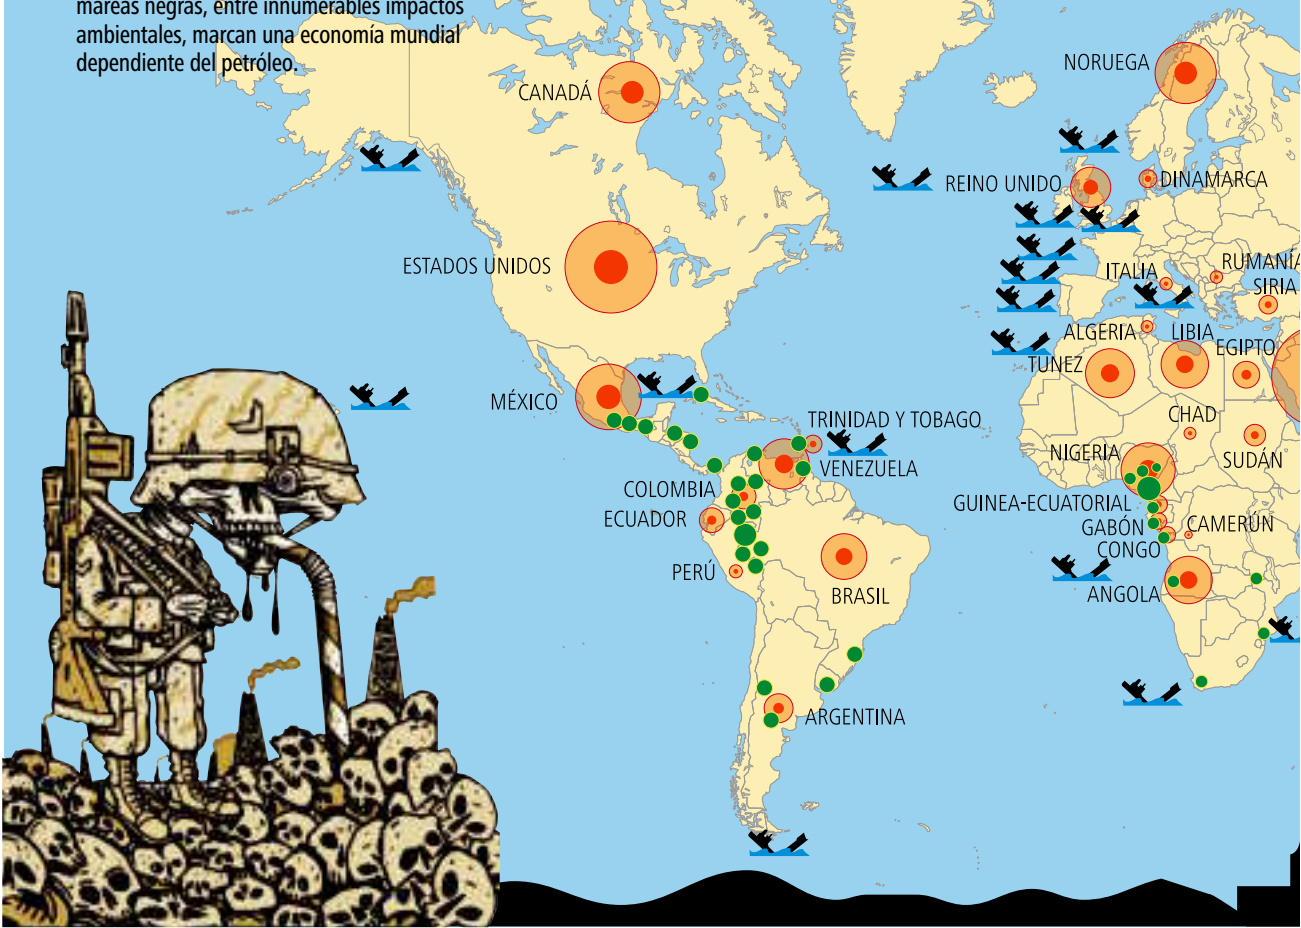 mareas negras, entre innumerables impactos
ambientales, marcan una economía mundial
dependiente del petróleo.
NORUEGA
CANADÁ
REINO UNIDO
DINAMARCA
ESTADOS UNIDOS
ITALIA
RUMANÍA
SIRIA
ALGERIA
LIBIA
EGIPTO
TUNEZ
MÉXICO
TRINIDAD Y TOBAGO
CHAD
NIGERIA
SUDÁN
VENEZUELA
COLOMBIA
GUINEA-ECUATORIAL
ECUADOR
GABÓN
CAMERÚN
CONGO
PERÚ
ANGOLA
BRASIL
ARGENTINA